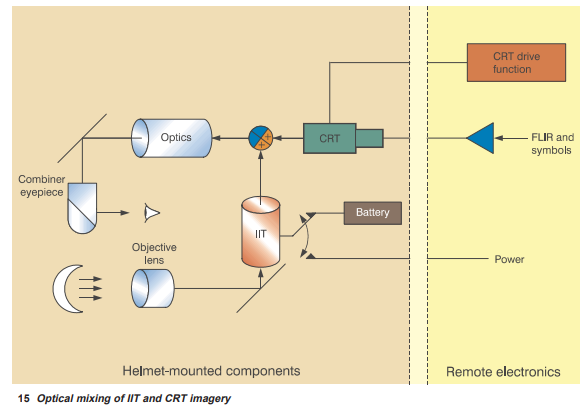 CRT drive
function
Optics
CRT
FLIR and
symbols
Combiner
eyepiece
Battery
IIT
Objective
lens
Power
Helmet-mounted components
Remote electronics
15 Optical mixing of IIT and CRT imagery